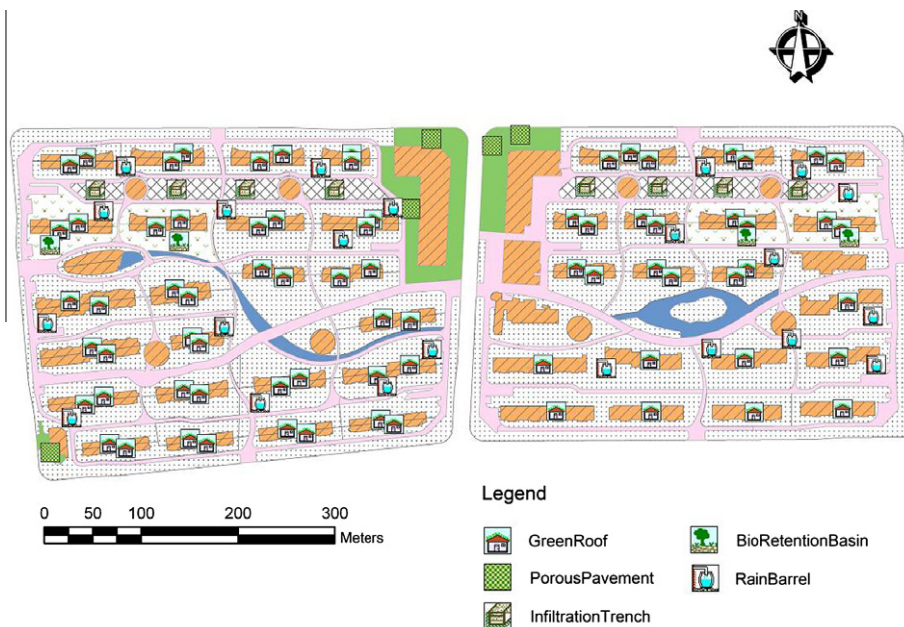 N
0 50 100 200 300
Meters
Legend
GreenRoof
BioRetentionBasin
PorousPavement
RainBarrel
InfiltrationTrench